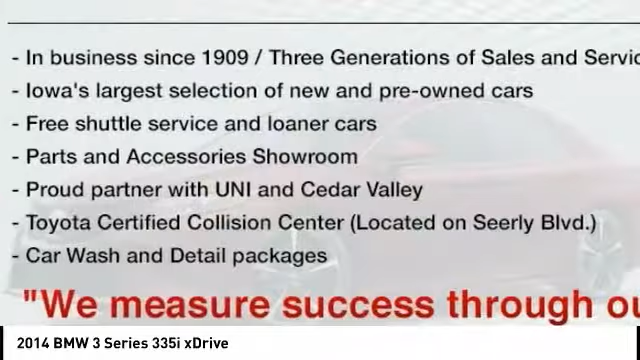 - In business since 1909 / Three Generations of Sales and
- Iowa's largest selection of new and pre-owned cars
- Free shuttle service and loaner cars
- Parts and Accessories Showroom
- Proud partner with UNI and Cedar Valley
- Toyota Certified Collision Center (Located on Seerly Blvd.)
- Car Wash and Detail packages
"We measure success through
2014 BMW 3 Series 335i xDrive